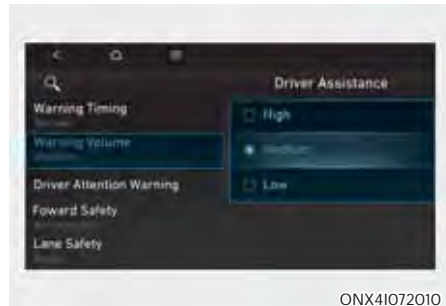 Driver Assistance
Warning Timing
High
Warning Volume
Medium
Driver Attention Warning
Low
Foward Safety
Lane Safety
ONX4I072010